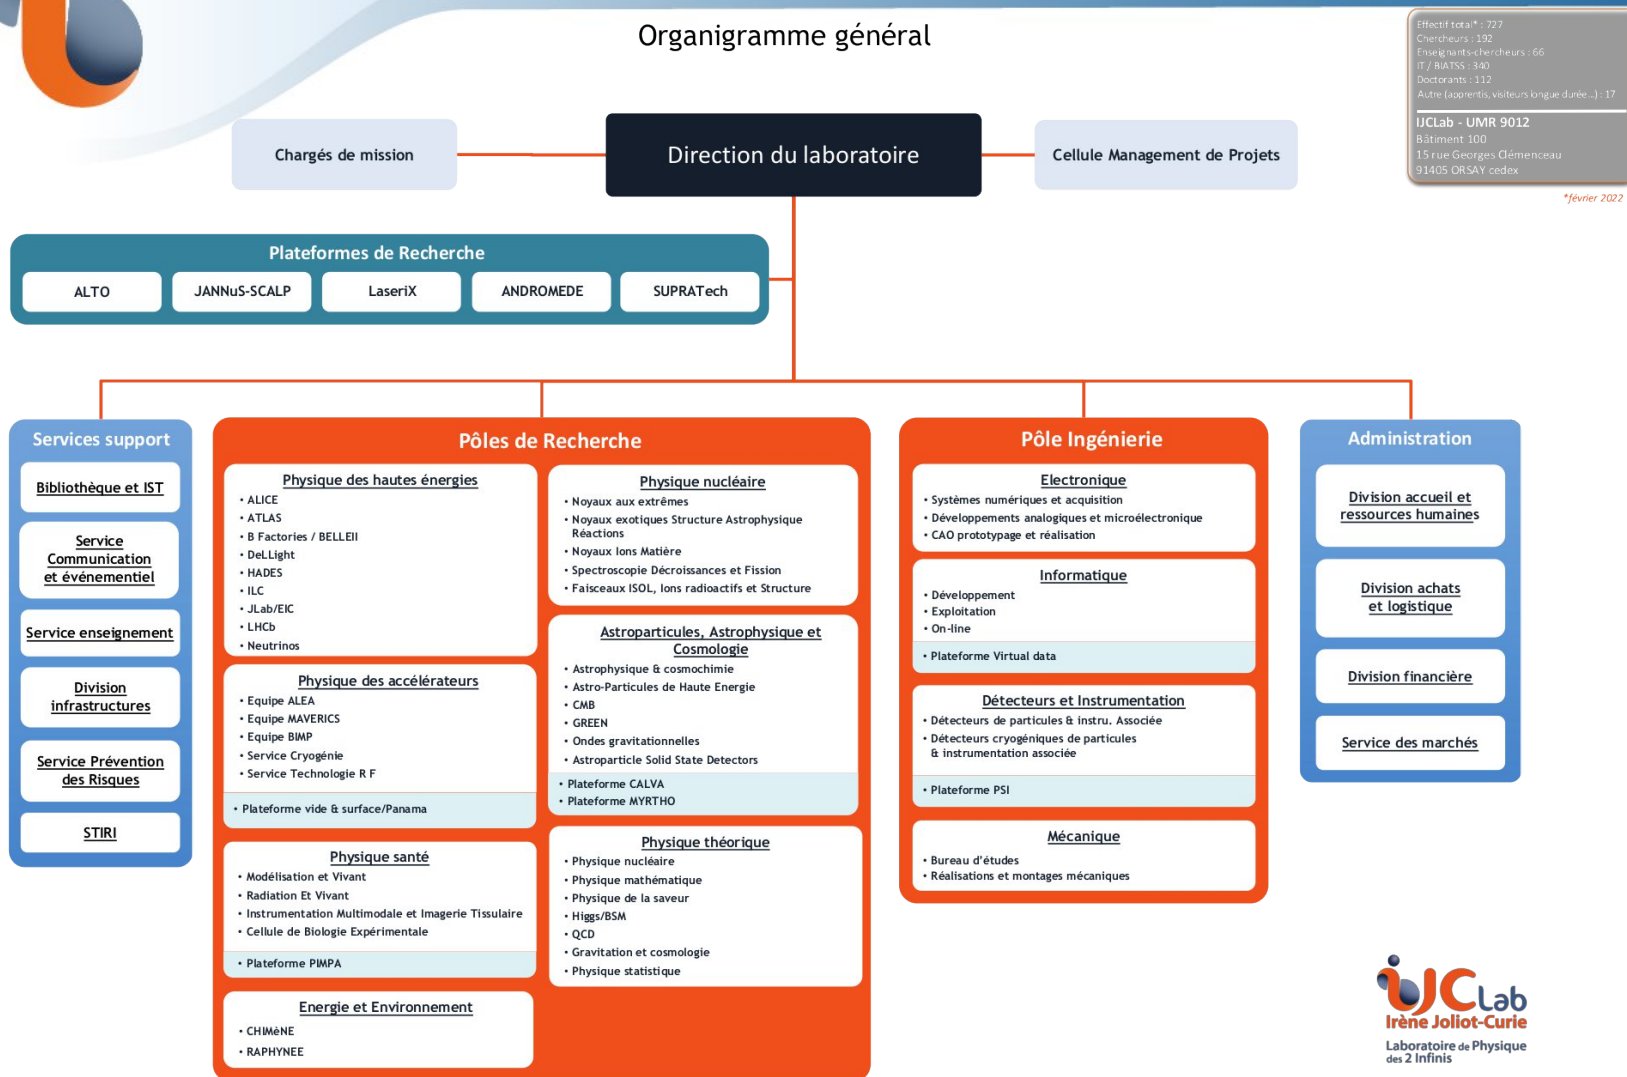 Organigramme général
Effectif total* : 727
Chercheurs : 192
Enseignants-chercheurs : 66
IT / BIATSS : 340
Doctorants : 112
Autre (apprentis, visiteurs longue durée...) : 17
IJCLab - UMR 9012
Bâtiment 100
15 rue Georges Clémenceau
91405 ORSAY cedex
*février 2022
Chargés de mission
Direction du laboratoire
Cellule Management de Projets
Plateformes de Recherche
ALTO
JANNuS-SCALP
LaseriX
ANDROMEDE
SUPRATech
Services support
Bibliothèque et IST
Service
Communication
et événementiel
Service enseignement
Division
infrastructures
Service Prévention
des Risques
STIRI
Pôles de Recherche
Physique des hautes énergies
• ALICE
• ATLAS
• B Factories / BELLEII
• DeLLight
• HADES
• ILC
• JLab/EIC
• LHCb
• Neutrinos
Physique des accélérateurs
• Equipe ALEA
• Equipe MAVERICS
• Equipe BIMP
• Service Cryogénie
• Service Technologie R F
• Plateforme vide & surface/Panama
Physique santé
• Modélisation et Vivant
• Radiation Et Vivant
• Instrumentation Multimodale et Imagerie Tissulaire
• Cellule de Biologie Expérimentale
• Plateforme PIMPA
Energie et Environnement
• CHIMèNE
• RAPHYNEE
Physique nucléaire
• Noyaux aux extrêmes
• Noyaux exotiques Structure Astrophysique
Réactions
• Noyaux Ions Matière
• Spectroscopie Décroissances et Fission
• Faisceaux ISOL, Ions radioactifs et Structure
Astroparticules, Astrophysique et
Cosmologie
• Astrophysique & cosmochimie
• Astro-Particules de Haute Energie
• CMB
• GREEN
• Ondes gravitationnelles
• Astroparticle Solid State Detectors
• Plateforme CALVA
• Plateforme MYRTHO
Physique théorique
• Physique nucléaire
• Physique mathématique
• Physique de la saveur
• Higgs/BSM
• QCD
• Gravitation et cosmologie
• Physique statistique
Pôle Ingénierie
Electronique
• Systèmes numériques et acquisition
• Développements analogiques et microélectronique
• CAO prototypage et réalisation
Informatique
• Développement
• Exploitation
• On-line
• Plateforme Virtual data
Détecteurs et Instrumentation
• Détecteurs de particules & instru. Associée
• Détecteurs cryogéniques de particules
& instrumentation associée
• Plateforme PSI
Mécanique
• Bureau d'études
• Réalisations et montages mécaniques
Administration
Division accueil et
ressources humaines
Division achats
et logistique
Division financière
Service des marchés
iJCLab
Irène Joliot-Curie
Laboratoire de Physique
des 2 Infinis